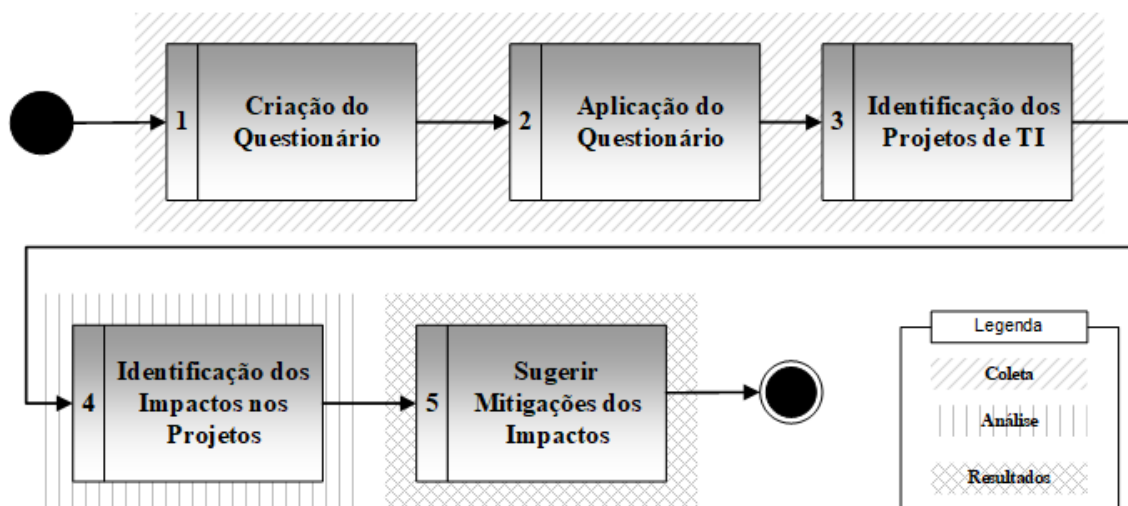 1
Criação do
Questionário
2
Aplicação do
Questionário
3
Identificação dos
Projetos de TI
4
Identificação dos
Impactos nos
Projetos
5
Sugerir
Mitigações dos
Impactos
Legenda
Coleta
Análise
Resultados